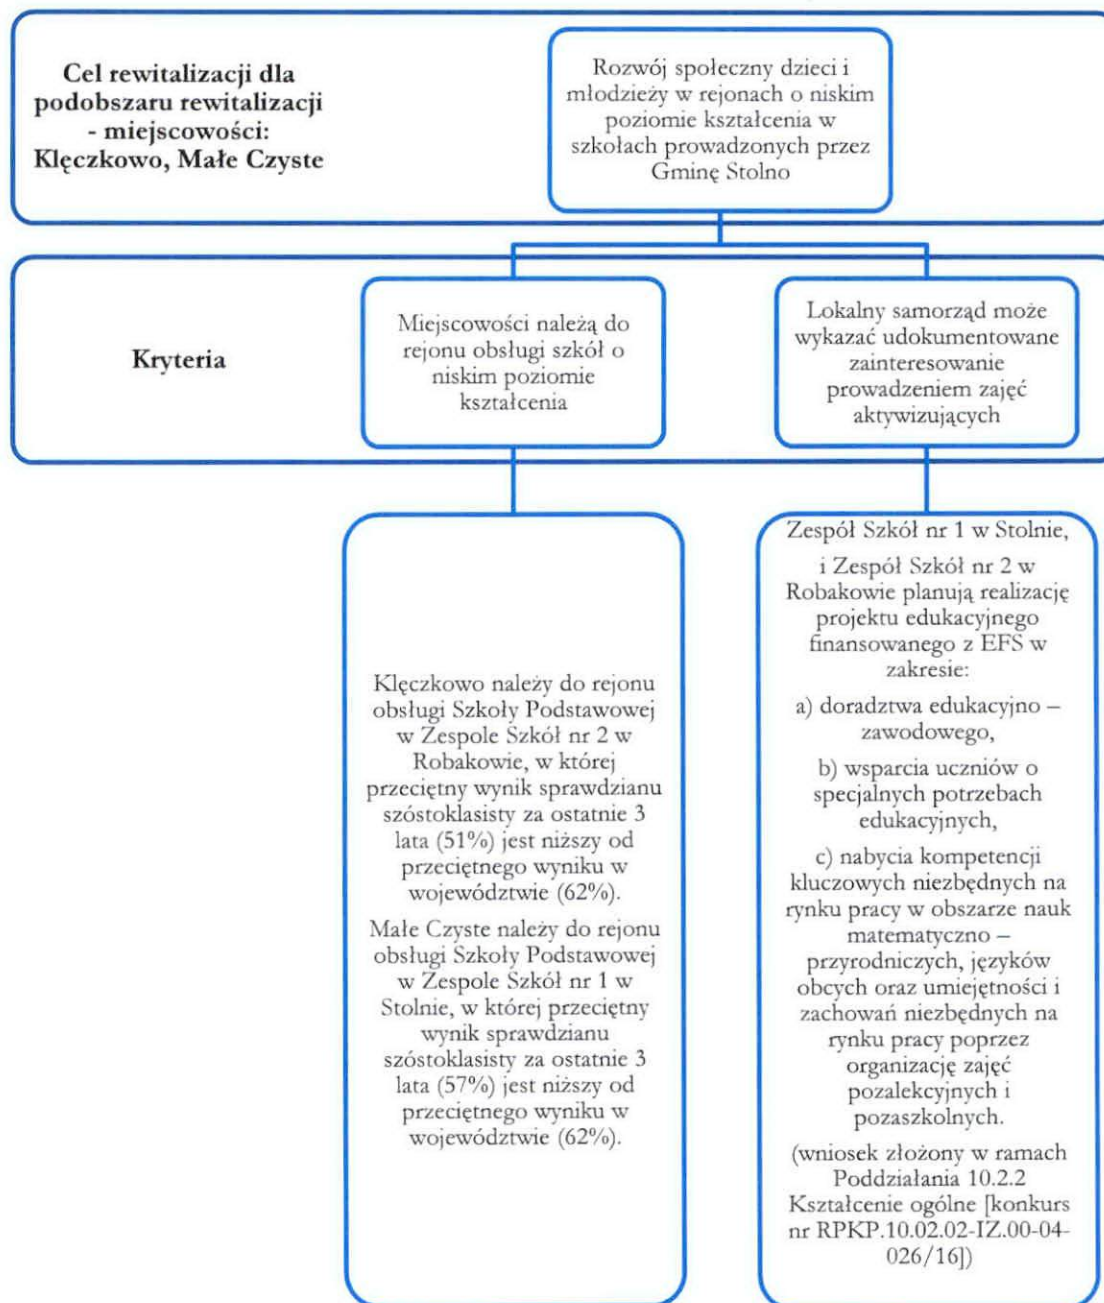 Cel rewitalizacji dla
podobszaru rewitalizacji
- miejscowości:
Klęczkowo, Małe Czyste
Rozwój społeczny dzieci i
młodzieży w rejonach o niskim
poziomie kształcenia w
szkołach prowadzonych przez
Gminę Stolno
Kryteria
Miejscowości należą do
rejonu obsługi szkół o
niskim poziomie
kształcenia
Lokalny samorząd może
wykazać udokumentowane
zainteresowanie
prowadzeniem zajęć
aktywizujących
Klęczkowo należy do rejonu
obsługi Szkoły Podstawowej
w Zespole Szkół nr 2 w
Robakowie, w której
przeciętny wynik sprawdzianu
szóstoklasisty za ostatnie 3
lata (51%) jest niższy od
przeciętnego wyniku w
województwie (62%).
Małe Czyste należy do rejonu
obsługi Szkoły Podstawowej
w Zespole Szkół nr 1 w
Stolnie, w której przeciętny
wynik sprawdzianu
szóstoklasisty za ostatnie 3
lata (57%) jest niższy od
przeciętnego wyniku w
województwie (62%).
Zespół Szkół nr 1 w Stolnie,
i Zespół Szkół nr 2 w
Robakowie planują realizację
projektu edukacyjnego
finansowanego z EFS w
zakresie:
a) doradztwa edukacyjno –
zawodowego,
b) wsparcia uczniów o
specjalnych potrzebach
edukacyjnych,
c) nabycia kompetencji
kluczowych niezbędnych na
rynku pracy w obszarze nauk
matematyczno –
przyrodniczych, języków
obcych oraz umiejętności i
zachowań niezbędnych na
rynku pracy poprzez
organizację zajęć
pozalekcyjnych i
pozaszkolnych.
(wniosek złożony w ramach
Poddziałania 10.2.2
Kształcenie ogólne [konkurs
nr RPKP.10.02.02-IZ.00-04-
026/16])